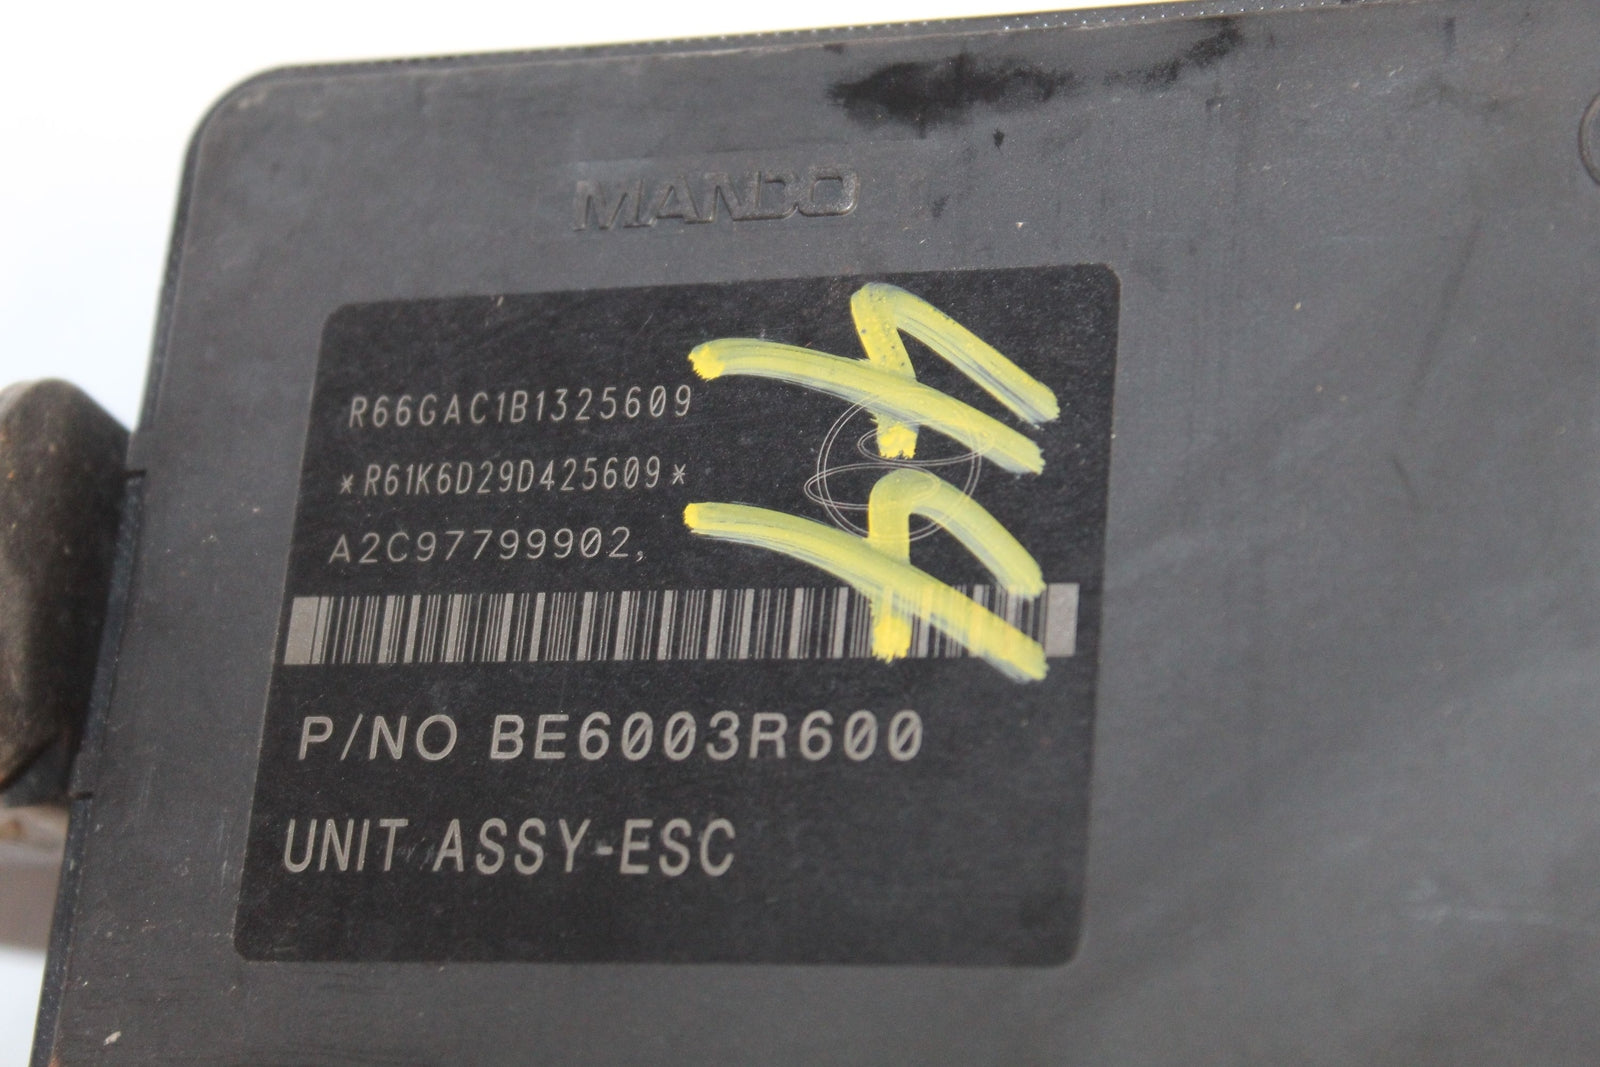 MANDO
R66GAC1B1325609
*R61K6D29D425609*
A2C97799902,
P/NO BE6003R600
UNIT ASSY-ESC